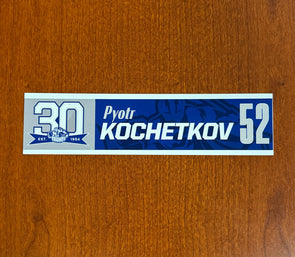 30
EST. 1994
Pyotr
KOCHETKOV 52